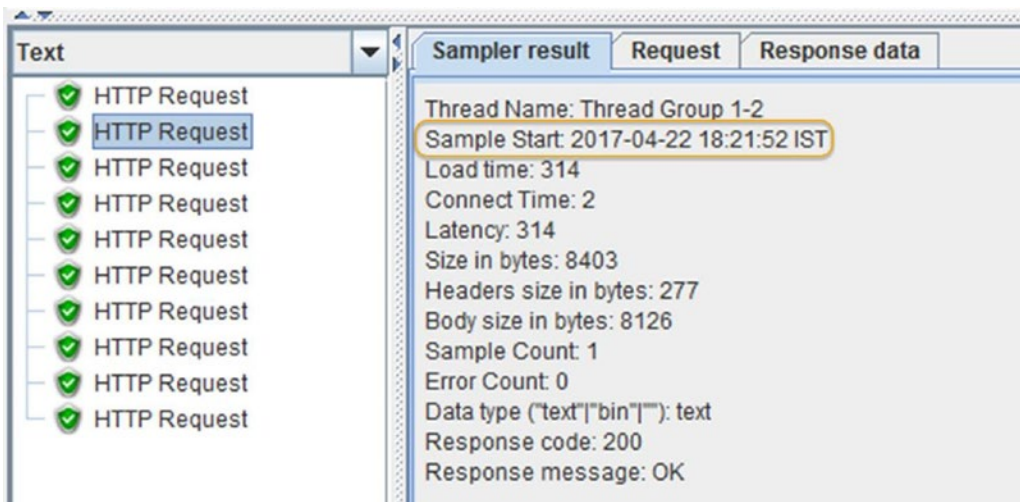 Text
HTTP Request
HTTP Request
HTTP Request
HTTP Request
HTTP Request
HTTP Request
HTTP Request
HTTP Request
HTTP Request
HTTP Request
Sampler result
Request
Response data
Thread Name: Thread Group 1-2
Sample Start: 2017-04-22 18:21:52 IST
Load time: 314
Connect Time: 2
Latency: 314
Size in bytes: 8403
Headers size in bytes: 277
Body size in bytes: 8126
Sample Count: 1
Error Count: 0
Data type ("text"|"bin"|""): text
Response code: 200
Response message: OK